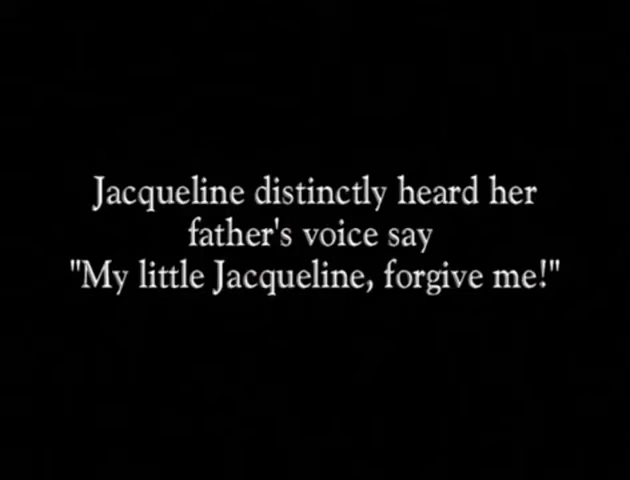 Jacqueline distinctly heard her
father's voice say
"My little Jacqueline, forgive me!"